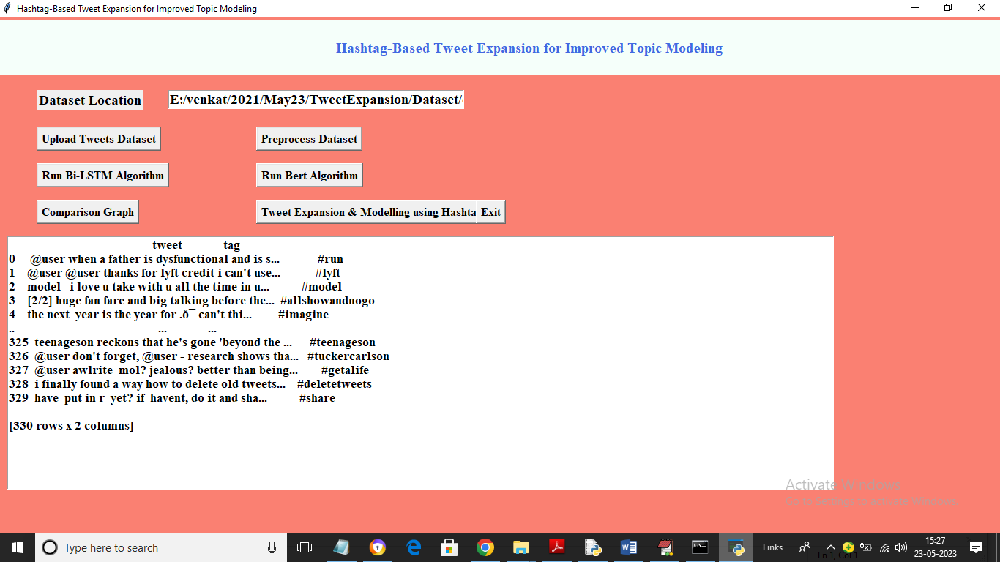 Hashtag-Based Tweet Expansion for Improved Topic Modeling
Hashtag-Based Tweet Expansion for Improved Topic Modeling
Dataset Location E:/venkat/2021/May23/TweetExpansion/Dataset/
Upload Tweets Dataset Preprocess Dataset
Run Bi-LSTM Algorithm Run Bert Algorithm
Comparison Graph Tweet Expansion & Modelling using Hashta Exit
tweet tag
0 @user when a father is dysfunctional and is s... #run
1 @user @user thanks for lyft credit i can't use... #lyft
2 model i love u take with u all the time in u... #model
3 [2/2] huge fan fare and big talking before the... #allshowandnogo
4 the next year is the year for .ð¯ can't thi... #imagine
.. ... ...
325 teenageson reckons that he's gone 'beyond the ... #teenageson
326 @user don't forget, @user - research shows tha... #tuckercarlson
327 @user awlrite mol? jealous? better than being... #getalife
328 i finally found a way how to delete old tweets... #deletetweets
329 have put in r yet? if havent, do it and sha... #share
[330 rows x 2 columns]
Activate Windows
Go to Settings to activate Windows.
Type here to search Links 15:27
Ln 1, Col 1 23-05-2023